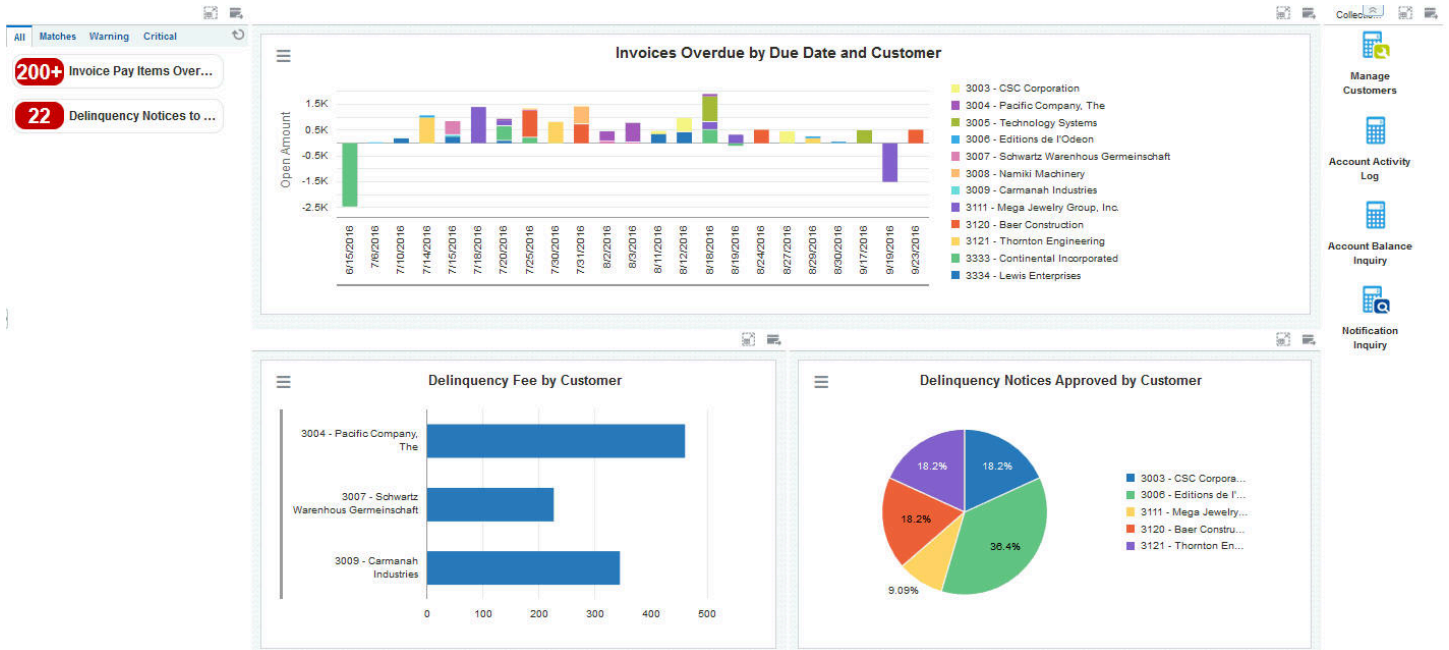 All Matches Warning Critical
200+ Invoice Pay Items Over...
22 Delinquency Notices to ...
Invoices Overdue by Due Date and Customer
Open Amount
1.5K
0.5K
-0.5K
-1.5K
-2.5K
6/15/2016
7/6/2016
7/10/2016
7/14/2016
7/15/2016
7/18/2016
7/20/2016
7/25/2016
7/30/2016
7/31/2016
8/2/2016
8/3/2016
8/11/2016
8/12/2016
8/18/2016
8/19/2016
8/24/2016
8/27/2016
8/29/2016
8/30/2016
9/17/2016
9/19/2016
9/23/2016
3003 - CSC Corporation
3004 - Pacific Company, The
3005 - Technology Systems
3006 - Editions de l'Odeon
3007 - Schwartz Warenhous Germeinschaft
3008 - Namiki Machinery
3009 - Carmanah Industries
3111 - Mega Jewelry Group, Inc.
3120 - Baer Construction
3121 - Thornton Engineering
3333 - Continental Incorporated
3334 - Lewis Enterprises
Manage
Customers
Account Activity
Log
Account Balance
Inquiry
Notification
Inquiry
Delinquency Fee by Customer
3004 - Pacific Company,
The
3007 - Schwartz
Warenhous Germeinschaft
3009 - Carmanah
Industries
0 100 200 300 400 500
Delinquency Notices Approved by Customer
18.2% 18.2%
18.2%
36.4%
9.09%
3003 - CSC Corpora...
3006 - Editions de l'...
3111 - Mega Jewelry...
3120 - Baer Constru...
3121 - Thornton En...